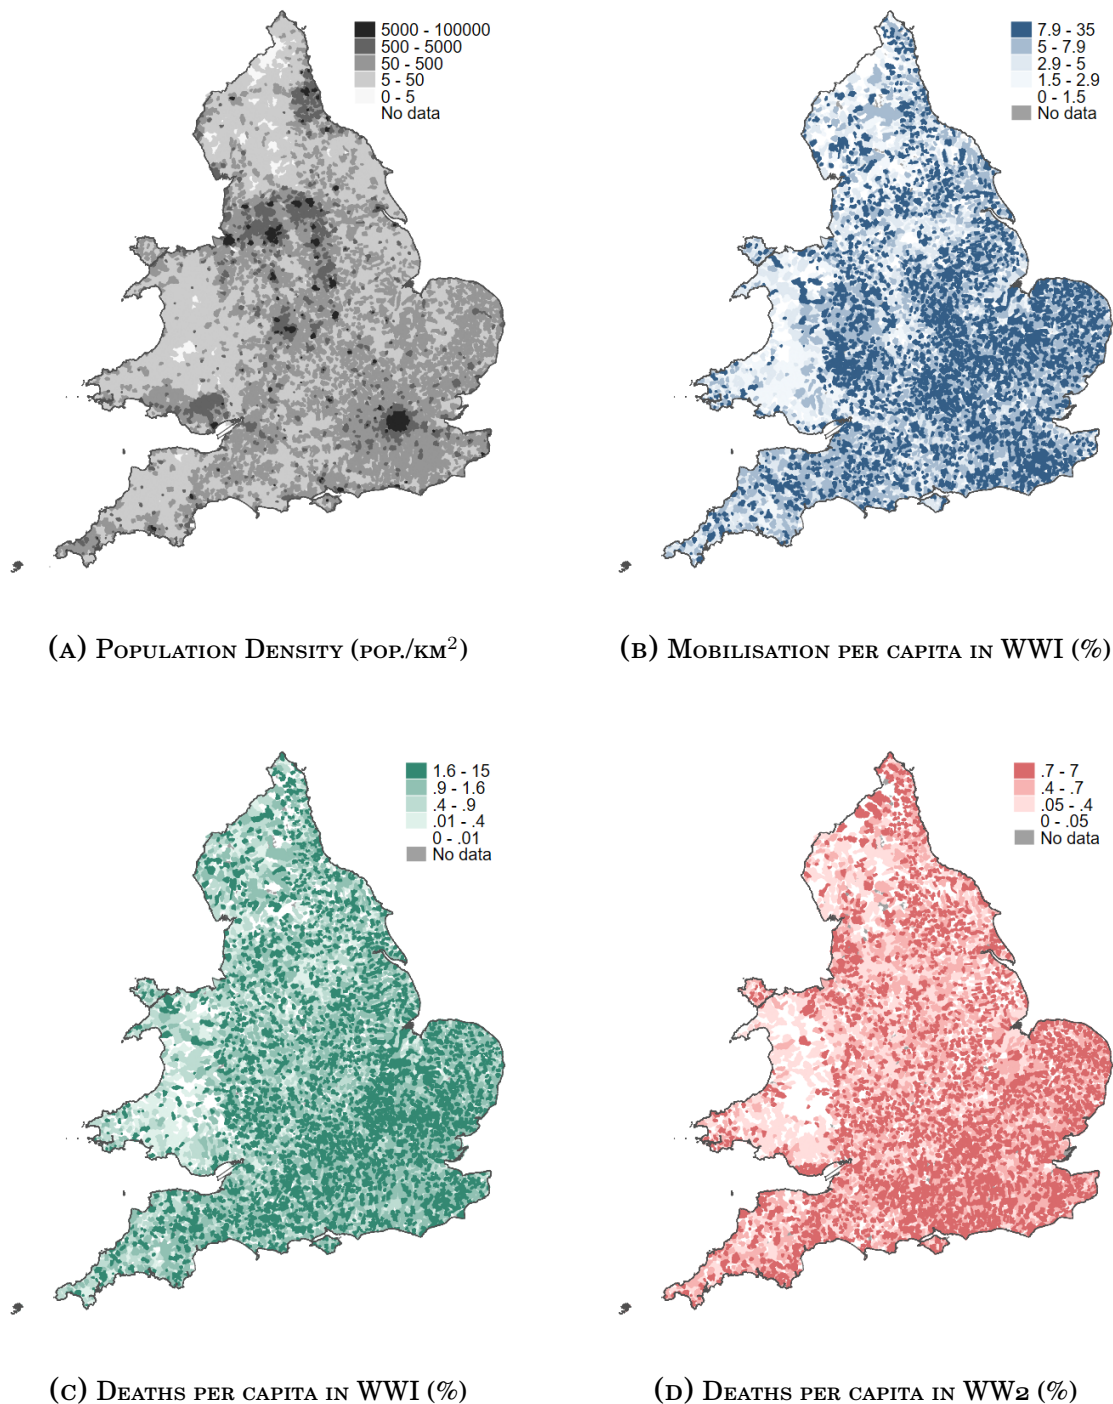 5000 - 100000
500 - 5000
50 - 500
5 - 50
0 - 5
No data
7.9 - 35
5 - 7.9
2.9 - 5
1.5 - 2.9
0 - 1.5
No data
(A) Population Density (pop./km²)
(B) Mobilisation per capita in WWI (%)
1.6 - 15
.9 - 1.6
.4 - .9
.01 - .4
0 - .01
No data
.7 - 7
.4 - .7
.05 - .4
0 - .05
No data
(C) Deaths per capita in WWI (%)
(D) Deaths per capita in WW2 (%)